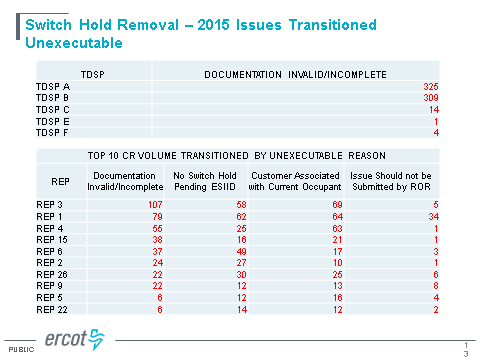 Switch Hold Removal – 2015 Issues Transitioned
Unexecutable
TDSP DOCUMENTATION INVALID/INCOMPLETE
TDSP A 325
TDSP B 309
TDSP C 14
TDSP E 1
TDSP F 4
TOP 10 CR VOLUME TRANSITIONED BY UNEXECUTABLE REASON
REP Documentation Invalid/Incomplete No Switch Hold Pending ESIID Customer Associated with Current Occupant Issue Should not be Submitted by ROR
REP 3 107 58 69 5
REP 1 79 62 64 34
REP 4 55 25 63 1
REP 15 38 16 21 1
REP 6 37 49 17 3
REP 2 24 27 10 1
REP 26 22 30 25 6
REP 9 22 12 13 8
REP 5 6 12 16 4
REP 22 6 14 12 2
PUBLIC
ercot
1
3